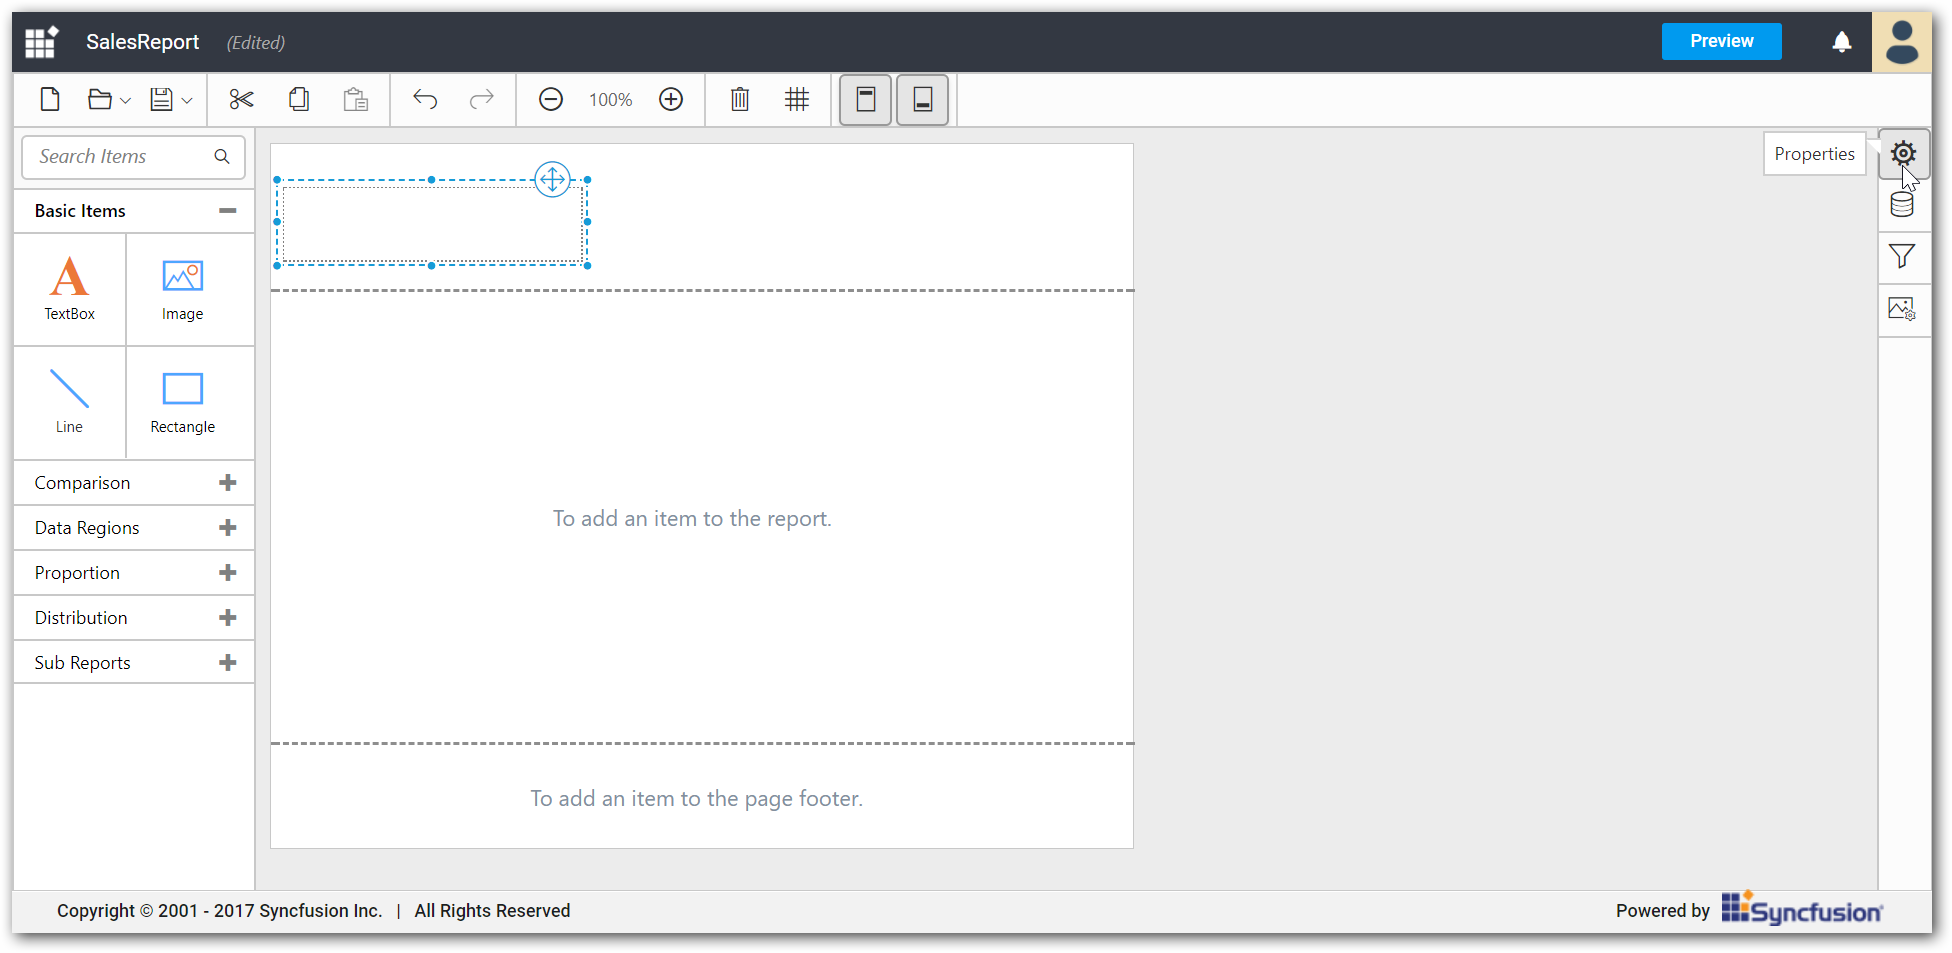 SalesReport (Edited)
Preview
100%
Search Items
Properties
Basic Items
A
TextBox
Image
Line
Rectangle
Comparison
Data Regions
Proportion
Distribution
Sub Reports
To add an item to the report.
To add an item to the page footer.
Copyright © 2001 - 2017 Syncfusion Inc. | All Rights Reserved
Powered by Syncfusion